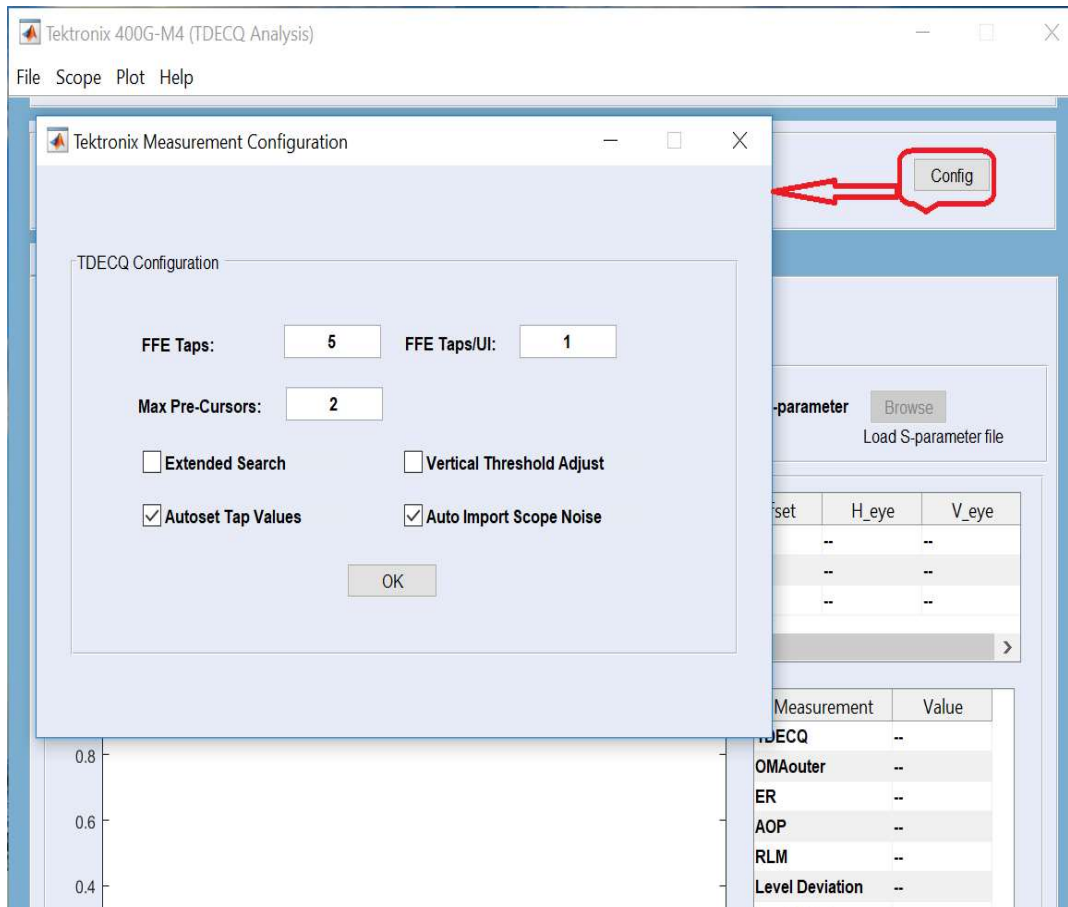 Tektronix 400G-M4 (TDECQ Analysis)
File Scope Plot Help
Tektronix Measurement Configuration
Config
TDECQ Configuration
FFE Taps: 5 FFE Taps/UI: 1
Max Pre-Cursors: 2
Extended Search Vertical Threshold Adjust
Autoset Tap Values Auto Import Scope Noise
OK
-parameter Browse
Load S-parameter file
fset H_eye V_eye
-- --
-- --
-- --
Measurement Value
TDECQ --
OMAouter --
ER --
AOP --
RLM --
Level Deviation --
0.8
0.6
0.4